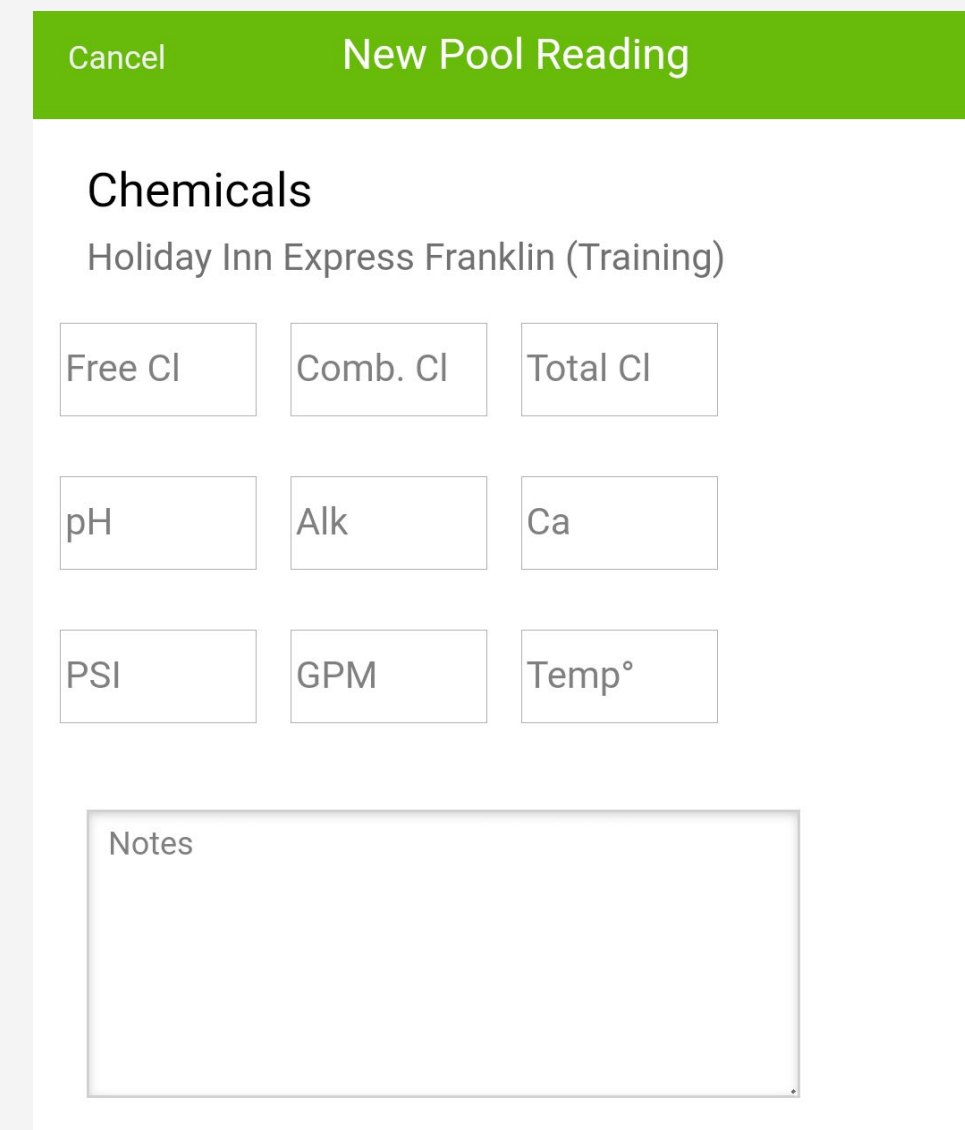 Cancel New Pool Reading
Chemicals
Holiday Inn Express Franklin (Training)
Free Cl Comb. Cl Total Cl
pH Alk Ca
PSI GPM Temp°
Notes